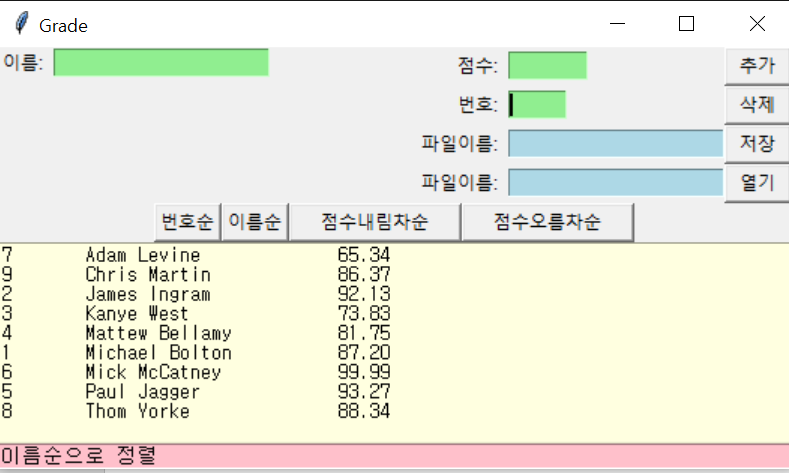 Grade
이름: 점수: 추가
번호: 삭제
파일이름: 저장
파일이름: 열기
번호순 이름순 점수내림차순 점수오름차순
7 Adam Levine 65.34
9 Chris Martin 86.37
2 James Ingram 92.13
3 Kanye West 73.83
4 Mattew Bellamy 81.75
1 Michael Bolton 87.20
6 Mick McCatney 99.99
5 Paul Jagger 93.27
8 Thom Yorke 88.34
이름순으로 정렬